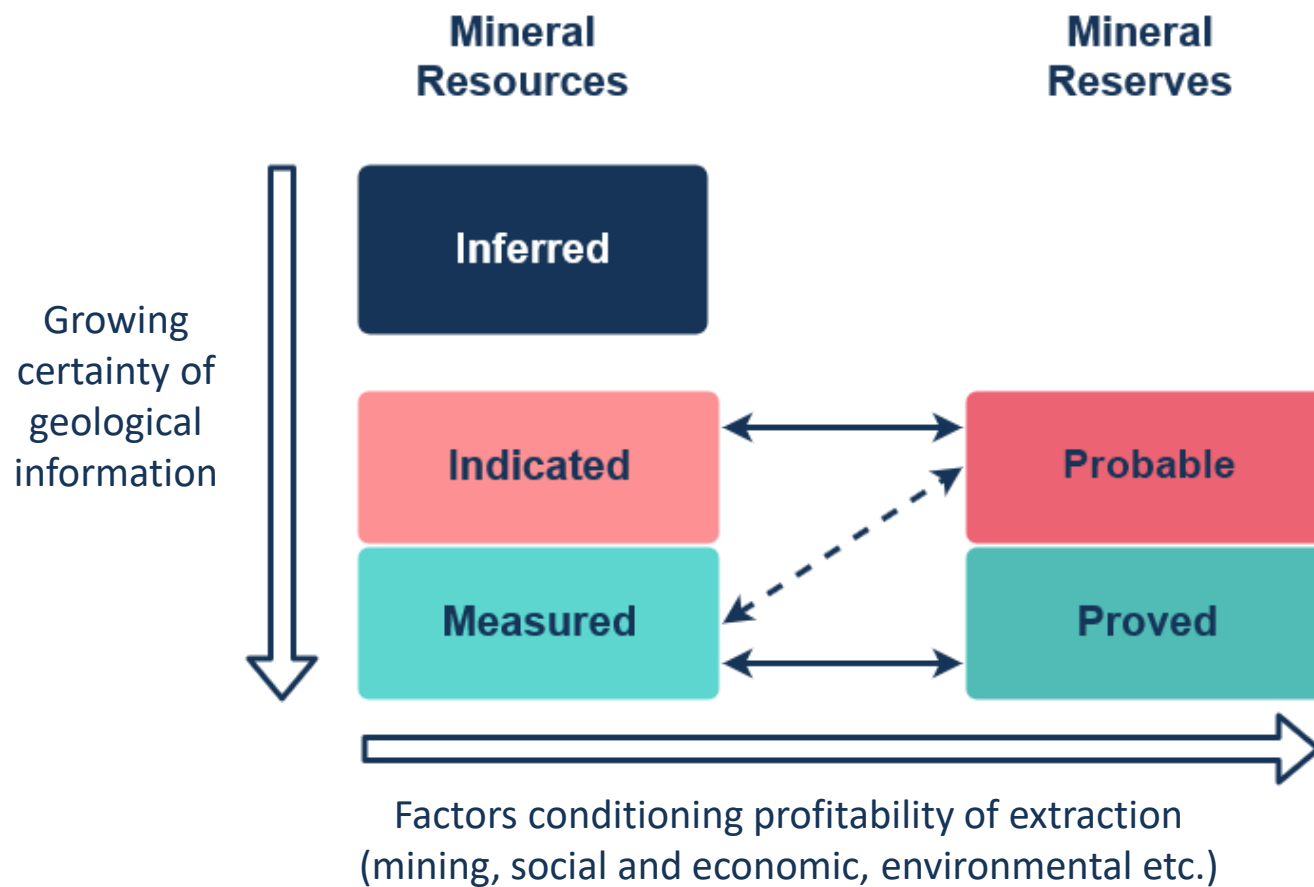 Mineral
Resources
Mineral
Reserves
Inferred
Growing
certainty of
geological
information
Indicated
Probable
Measured
Proved
Factors conditioning profitability of extraction
(mining, social and economic, environmental etc.)